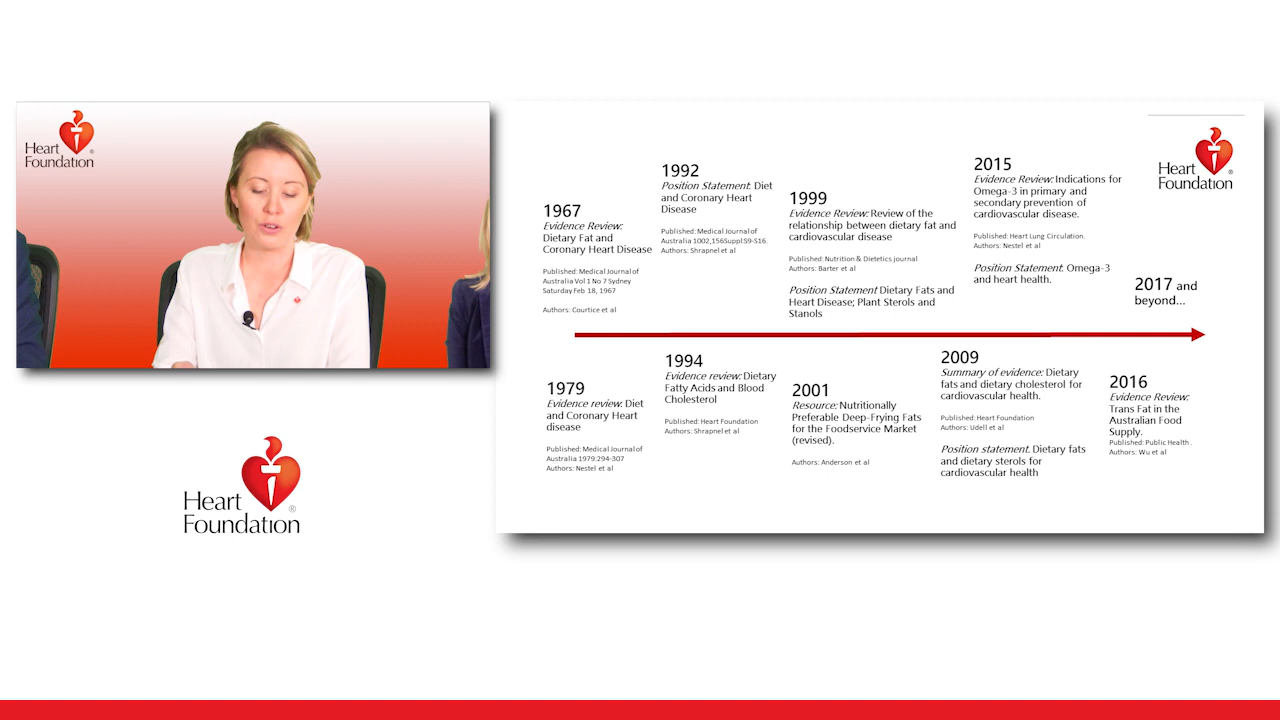 Heart
Foundation
Heart
Foundation
1967
Evidence Review:
Dietary Fat and
Coronary Heart Disease
Published: Medical Journal of
Australia Vol 1 No 7 Sydney
Saturday Feb 18, 1967
Authors: Courtice et al
1992
Position Statement: Diet
and Coronary Heart
Disease
Published: Medical Journal of
Australia 1002,156Suppl:S9-S16.
Authors: Shrapnel et al
1999
Evidence Review: Review of the
relationship between dietary fat and
cardiovascular disease
Published: Nutrition & Dietetics journal
Authors: Barter et al
Position Statement Dietary Fats and
Heart Disease; Plant Sterols and
Stanols
2015
Evidence Review: Indications for
Omega-3 in primary and
secondary prevention of
cardiovascular disease.
Published: Heart Lung Circulation.
Authors: Nestel et al
Position Statement: Omega-3
and heart health.
Heart
Foundation
2017 and
beyond...
1979
Evidence review: Diet
and Coronary Heart
disease
Published: Medical Journal of
Australia 1979:294-307
Authors: Nestel et al
1994
Evidence review: Dietary
Fatty Acids and Blood
Cholesterol
Published: Heart Foundation
Authors: Shrapnel et al
2001
Resource: Nutritionally
Preferable Deep-Frying Fats
for the Foodservice Market
(revised).
Authors: Anderson et al
2009
Summary of evidence: Dietary
fats and dietary cholesterol for
cardiovascular health.
Published: Heart Foundation
Authors: Udell et al
Position statement: Dietary fats
and dietary sterols for
cardiovascular health
2016
Evidence Review:
Trans Fat in the
Australian Food
Supply.
Published: Public Health .
Authors: Wu et al